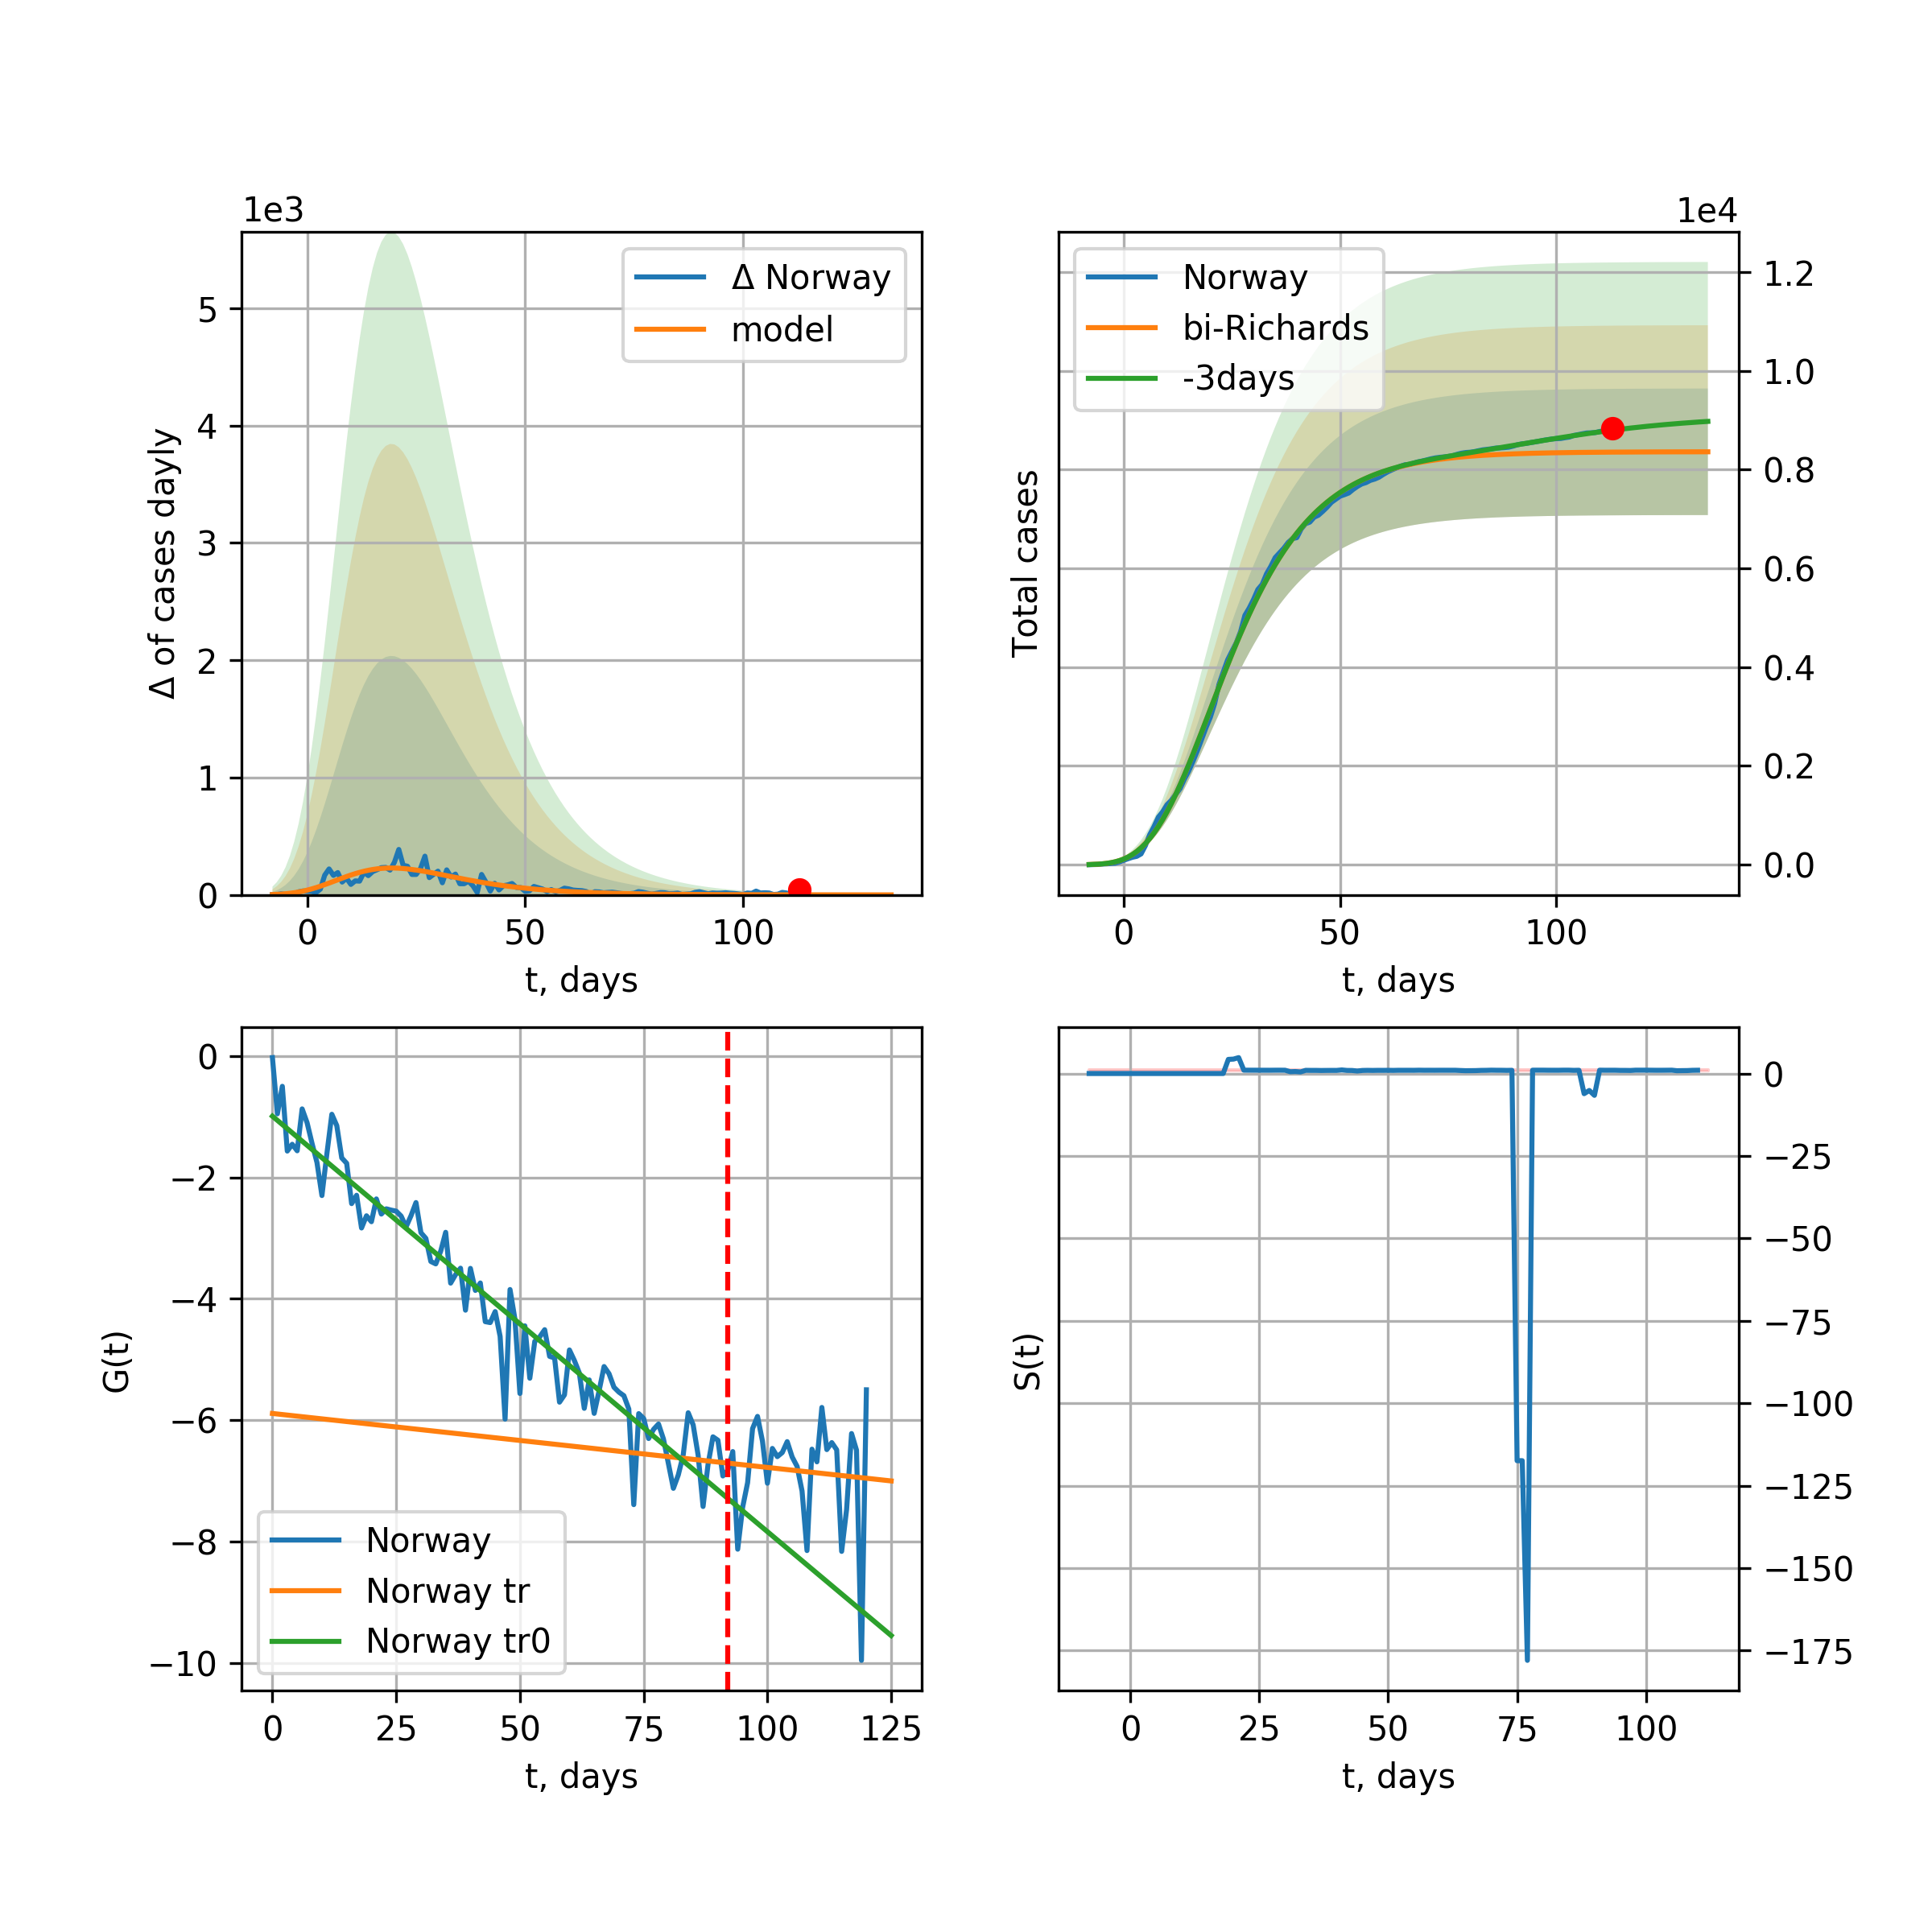 1e3
5
4
3
2
1
0
0 50 100
Δ of cases dayly
t, days
Δ Norway
model
1e4
1.2
1.0
0.8
0.6
0.4
0.2
0.0
0 50 100
Total cases
t, days
Norway
bi-Richards
-3days
0
−2
−4
−6
−8
−10
0 25 50 75 100 125
G(t)
t, days
Norway
Norway tr
Norway tr0
0
−25
−50
−75
−100
−125
−150
−175
0 25 50 75 100
S(t)
t, days